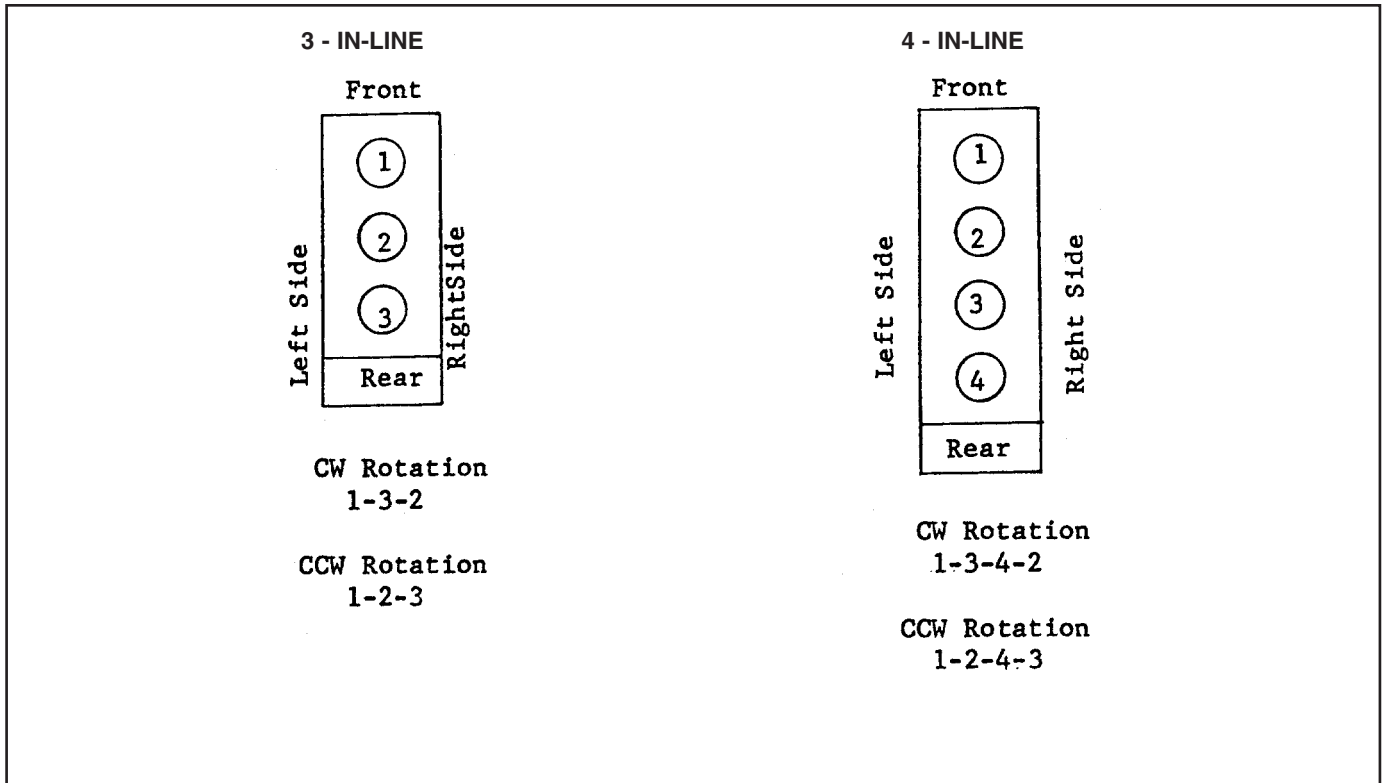 3 - IN-LINE
Front
1
2
3
Left Side
RightSide
Rear
CW Rotation
1-3-2
CCW Rotation
1-2-3
4 - IN-LINE
Front
1
2
3
4
Left Side
Right Side
Rear
CW Rotation
1-3-4-2
CCW Rotation
1-2-4-3